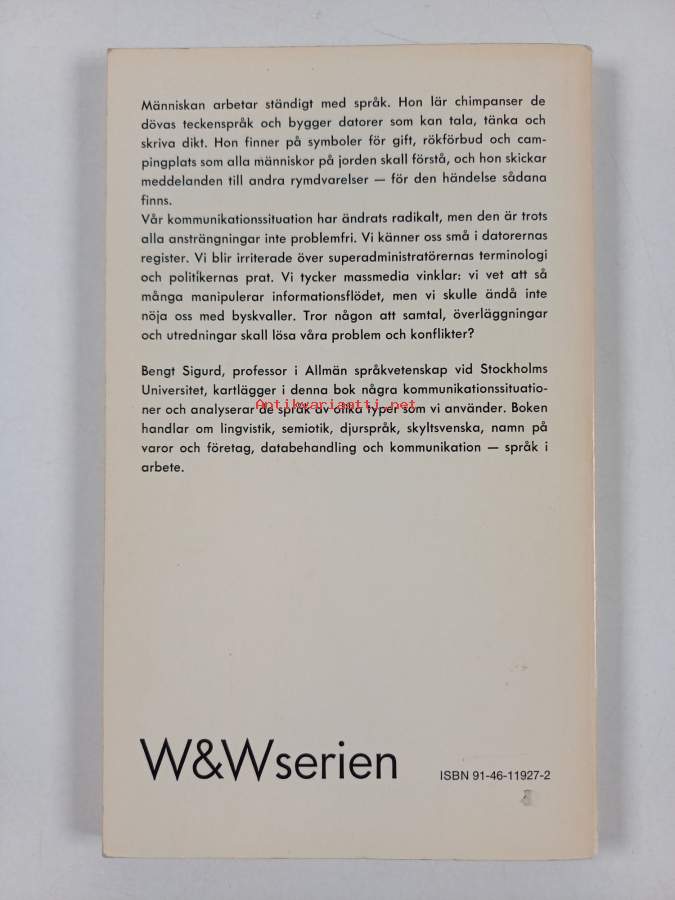 Människan arbetar ständigt med språk. Hon lär chimpanser de
dövas teckenspråk och bygger datorer som kan tala, tänka och
skriva dikt. Hon finner på symboler för gift, rökförbud och cam-
pingplats som alla människor på jorden skall förstå, och hon skickar
meddelanden till andra rymdvarelser — för den händelse sådana
finns.
Vår kommunikationssituation har ändrats radikalt, men den är trots
alla ansträngningar inte problemfri. Vi känner oss små i datorernas
register. Vi blir irriterade över superadministratörernas terminologi
och politikernas prat. Vi tycker massmedia vinklar: vi vet att så
många manipulerar informationsflödet, men vi skulle ändå inte
nöja oss med byskvaller. Tror någon att samtal, överläggningar
och utredningar skall lösa våra problem och konflikter?
Bengt Sigurd, professor i Allmän språkvetenskap vid Stockholms
Universitet, kartlägger i denna bok några kommunikationssituatio-
ner och analyserar de språk av olika typer som vi använder. Boken
Antikvariaatti.net
handlar om lingvistik, semiotik, djurspråk, skyltsvenska, namn på
varor och företag, databehandling och kommunikation — språk i
arbete.
W&Wserien
ISBN 91-46-11927-2